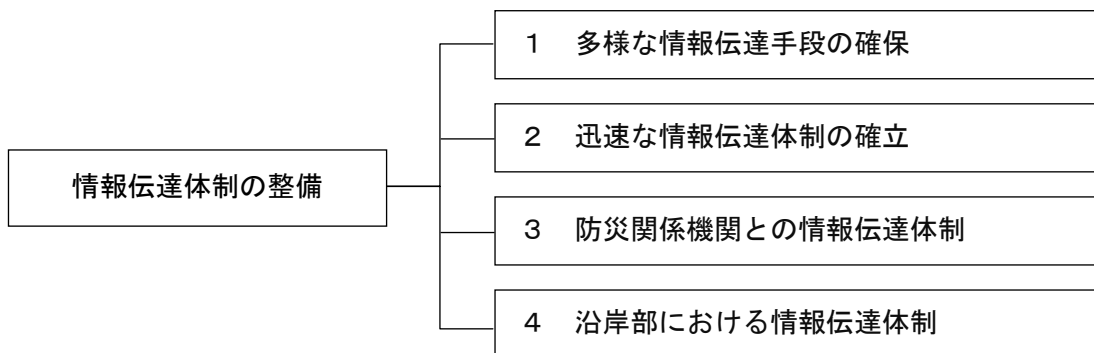 情報伝達体制の整備
１　多様な情報伝達手段の確保
２　迅速な情報伝達体制の確立
３　防災関係機関との情報伝達体制
４　沿岸部における情報伝達体制